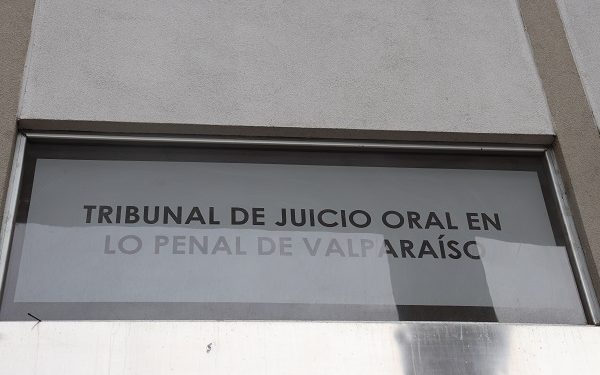 TRIBUNAL DE JUICIO ORAL EN
LO PENAL DE VALPARAÍSO